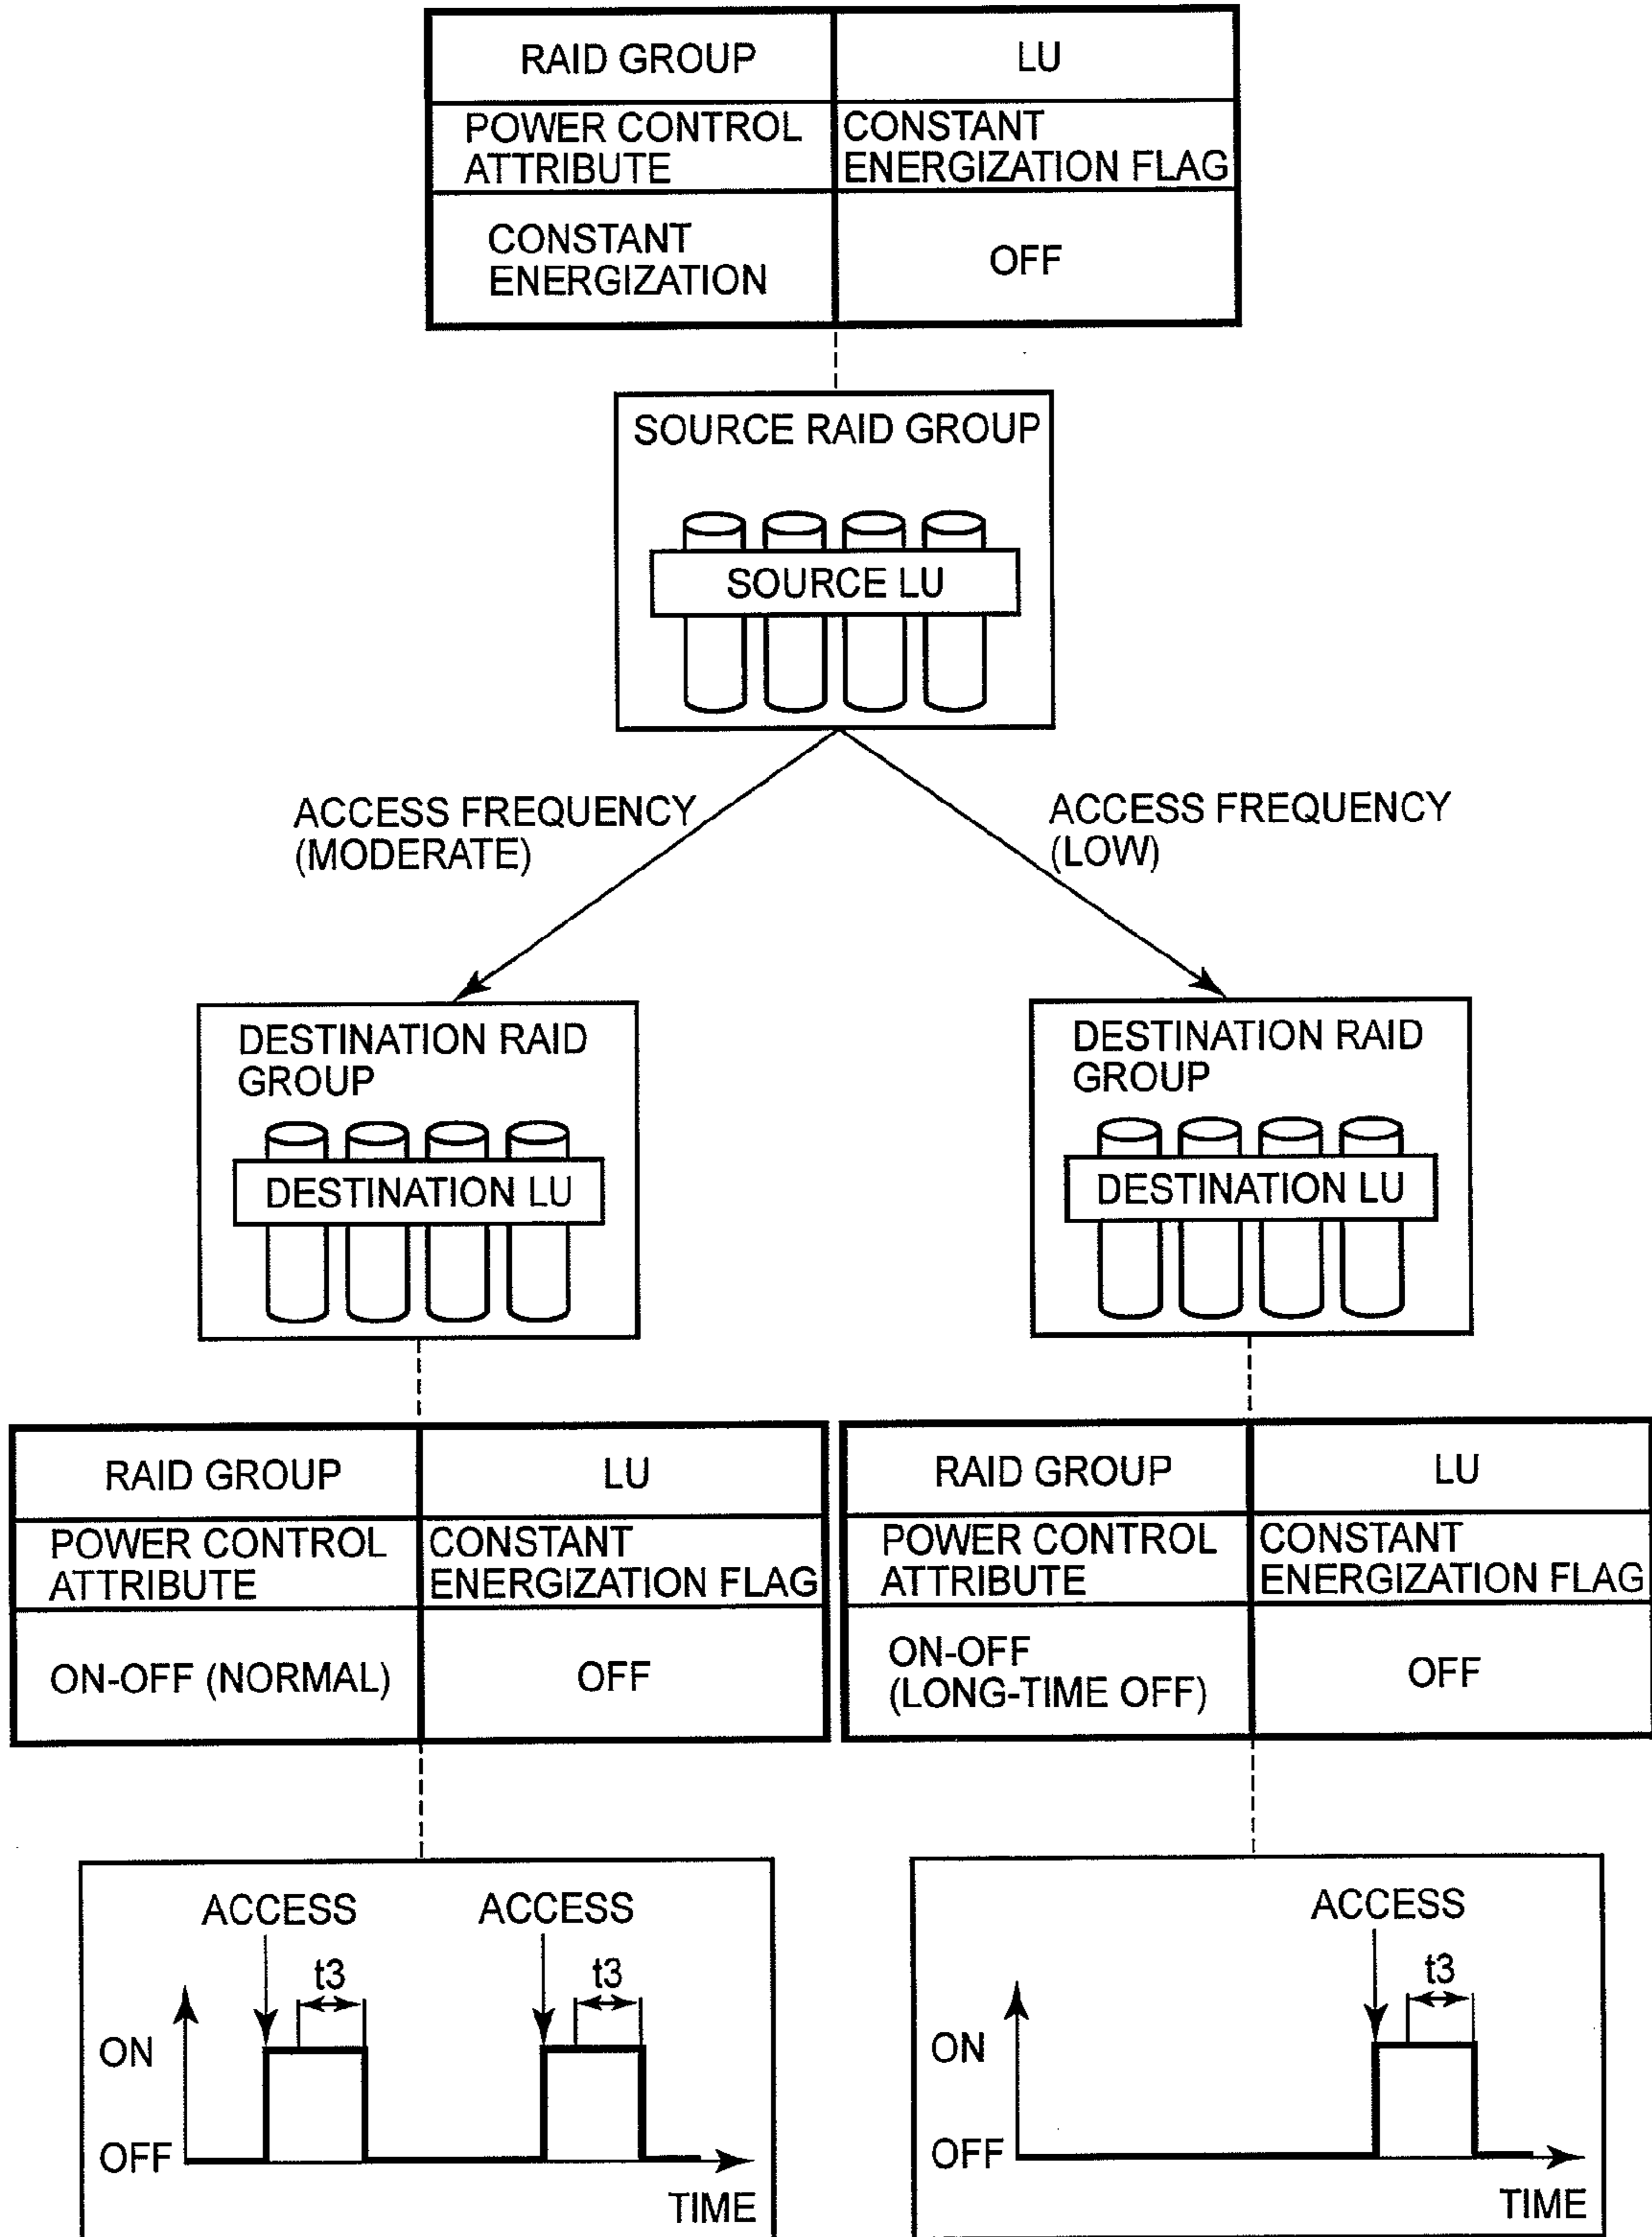 RAID GROUP
LU
POWER CONTROL
ATTRIBUTE
CONSTANT
ENERGIZATION FLAG
CONSTANT
ENERGIZATION
OFF
SOURCE RAID GROUP
SOURCE LU
ACCESS FREQUENCY
(MODERATE)
ACCESS FREQUENCY
(LOW)
DESTINATION RAID
GROUP
DESTINATION LU
DESTINATION RAID
GROUP
DESTINATION LU
RAID GROUP
LU
POWER CONTROL
ATTRIBUTE
CONSTANT
ENERGIZATION FLAG
ON-OFF (NORMAL)
OFF
RAID GROUP
LU
POWER CONTROL
ATTRIBUTE
CONSTANT
ENERGIZATION FLAG
ON-OFF
(LONG-TIME OFF)
OFF
ACCESS
ACCESS
t3
t3
ON
OFF
TIME
ACCESS
t3
ON
OFF
TIME